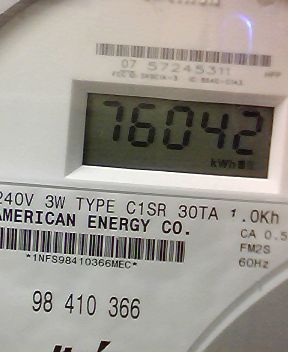 07 57245311
76042
kWh
240V 3W TYPE C1SR 30TA 1.0Kh
AMERICAN ENERGY CO.
CA 0.5
FM2S
60Hz
*1NFS98410366MEC*
98 410 366